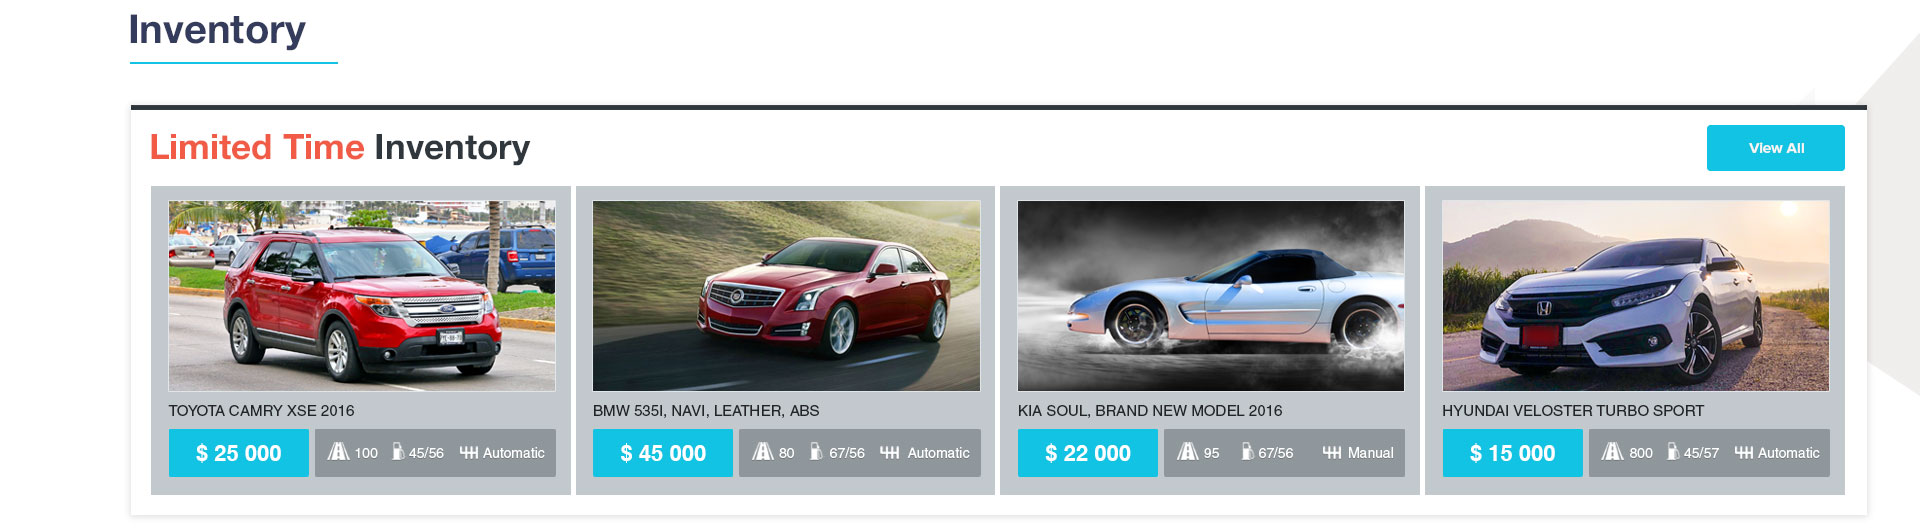 Inventory
Limited Time Inventory
View All
TOYOTA CAMRY XSE 2016
$ 25 000
100
45/56
Automatic
BMW 535I, NAVI, LEATHER, ABS
$ 45 000
80
67/56
Automatic
KIA SOUL, BRAND NEW MODEL 2016
$ 22 000
95
67/56
Manual
HYUNDAI VELOSTER TURBO SPORT
$ 15 000
800
45/57
Automatic